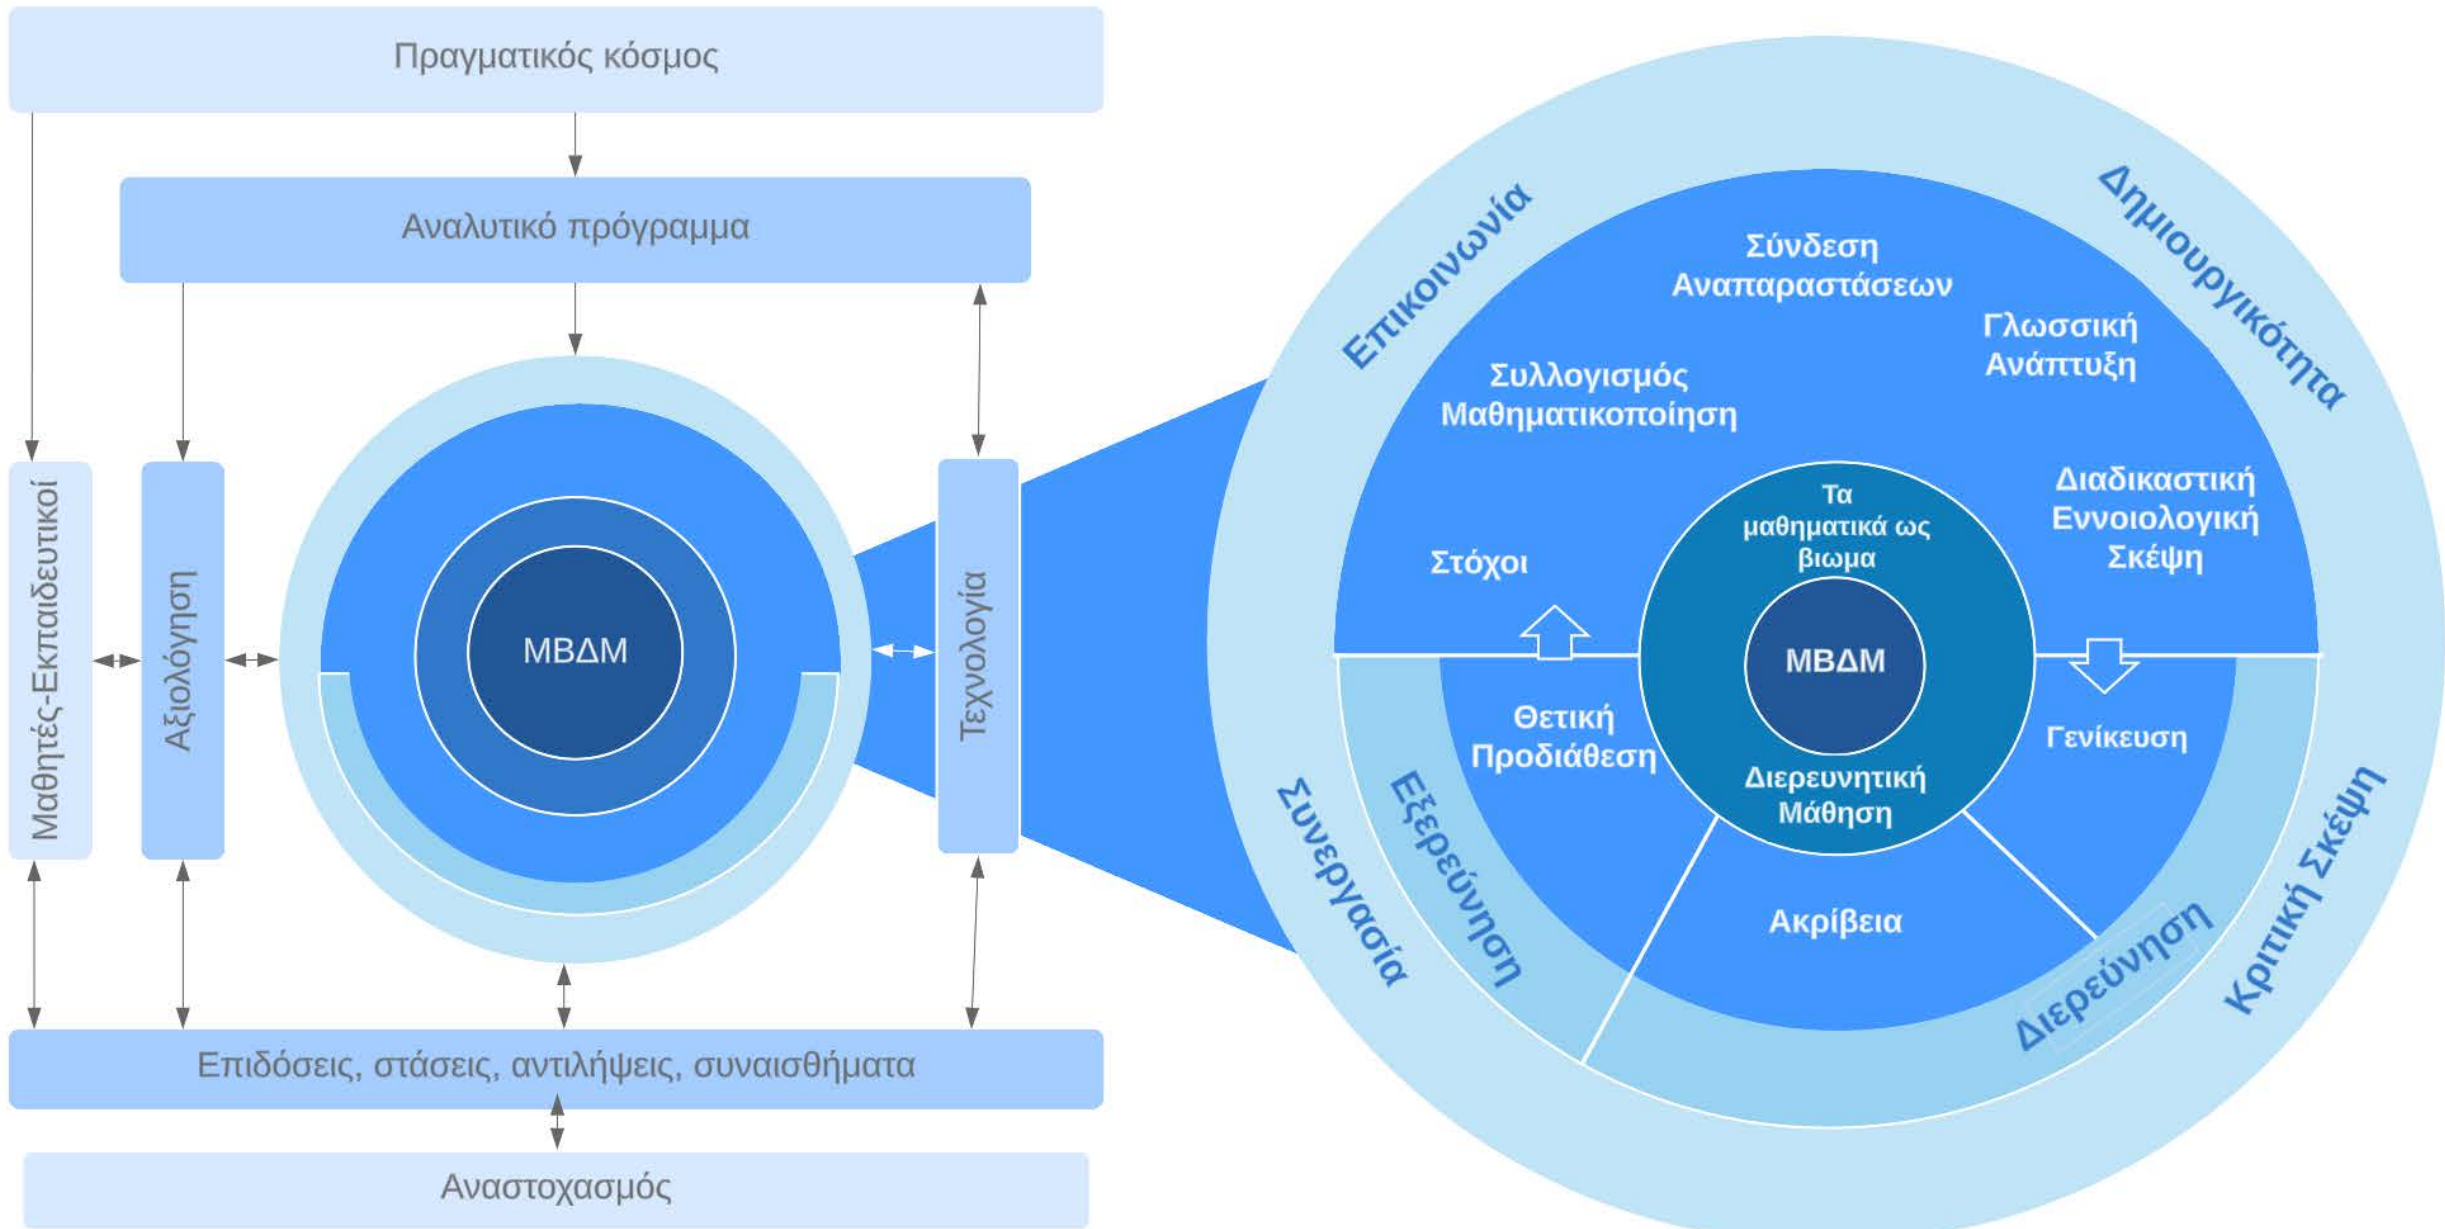 Πραγματικός κόσμος
Αναλυτικό πρόγραμμα
Μαθητές-Εκπαιδευτικοί
Αξιολόγηση
ΜΒΔΜ
Τεχνολογία
Επιδόσεις, στάσεις, αντιλήψεις, συναισθήματα
Αναστοχασμός
Επικοινωνία
Δημιουργικότητα
Σύνδεση
Αναπαραστάσεων
Γλωσσική
Ανάπτυξη
Συλλογισμός
Μαθηματικοποίηση
Διαδικαστική
Εννοιολογική
Σκέψη
Στόχοι
Τα
μαθηματικά ως
βιωμα
ΜΒΔΜ
Διερευνητική
Μάθηση
Θετική
Προδιάθεση
Γενίκευση
Ακρίβεια
Εξερεύνηση
Διερεύνηση
Συνεργασία
Κριτική Σκέψη